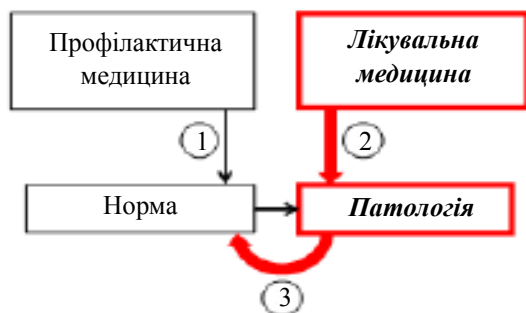 Профілактична
медицина
Лікувальна
медицина
1
2
Норма
Патологія
3